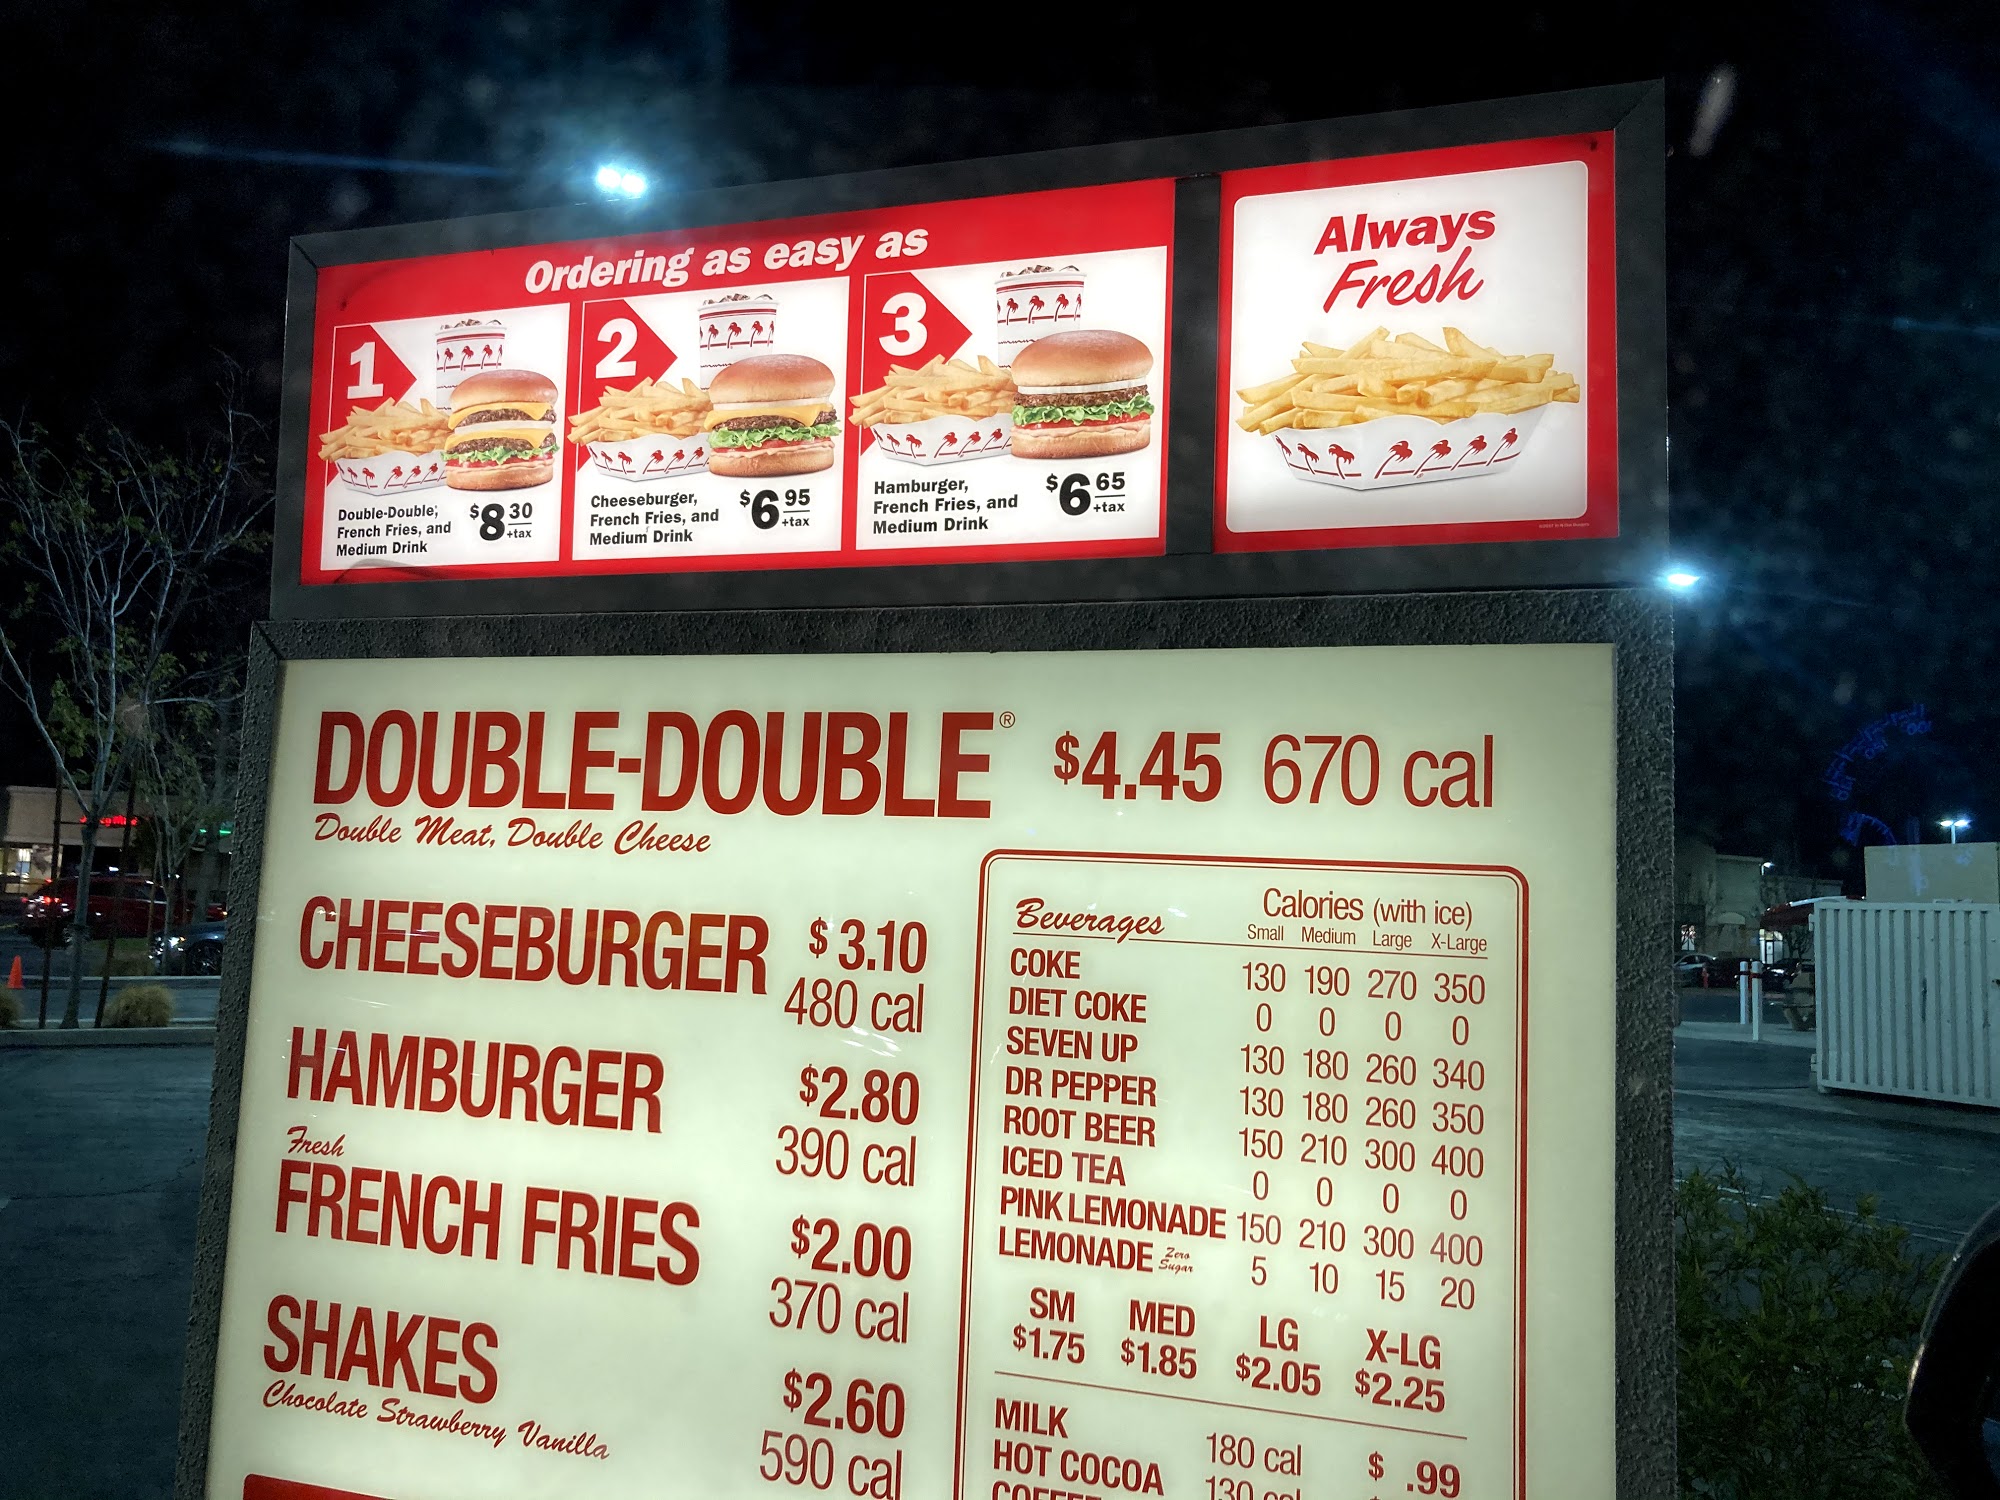 Ordering as easy as
1
Double-Double,
French Fries, and
Medium Drink
$8 30
+tax
2
Cheeseburger,
French Fries, and
Medium Drink
$6 95
+tax
3
Hamburger,
French Fries, and
Medium Drink
$6 65
+tax
Always
Fresh
DOUBLE-DOUBLE® $4.45 670 cal
Double Meat, Double Cheese
CHEESEBURGER $3.10
480 cal
HAMBURGER $2.80
390 cal
Fresh
FRENCH FRIES $2.00
370 cal
SHAKES $2.60
Chocolate Strawberry Vanilla 590 cal
Beverages Calories (with ice)
Small Medium Large X-Large
COKE 130 190 270 350
DIET COKE 0 0 0 0
SEVEN UP 130 180 260 340
DR PEPPER 130 180 260 350
ROOT BEER 150 210 300 400
ICED TEA 0 0 0 0
PINK LEMONADE 150 210 300 400
LEMONADE Zero Sugar 5 10 15 20
SM MED LG X-LG
$1.75 $1.85 $2.05 $2.25
MILK 180 cal $ .99
HOT COCOA 130 cal
COFFEE